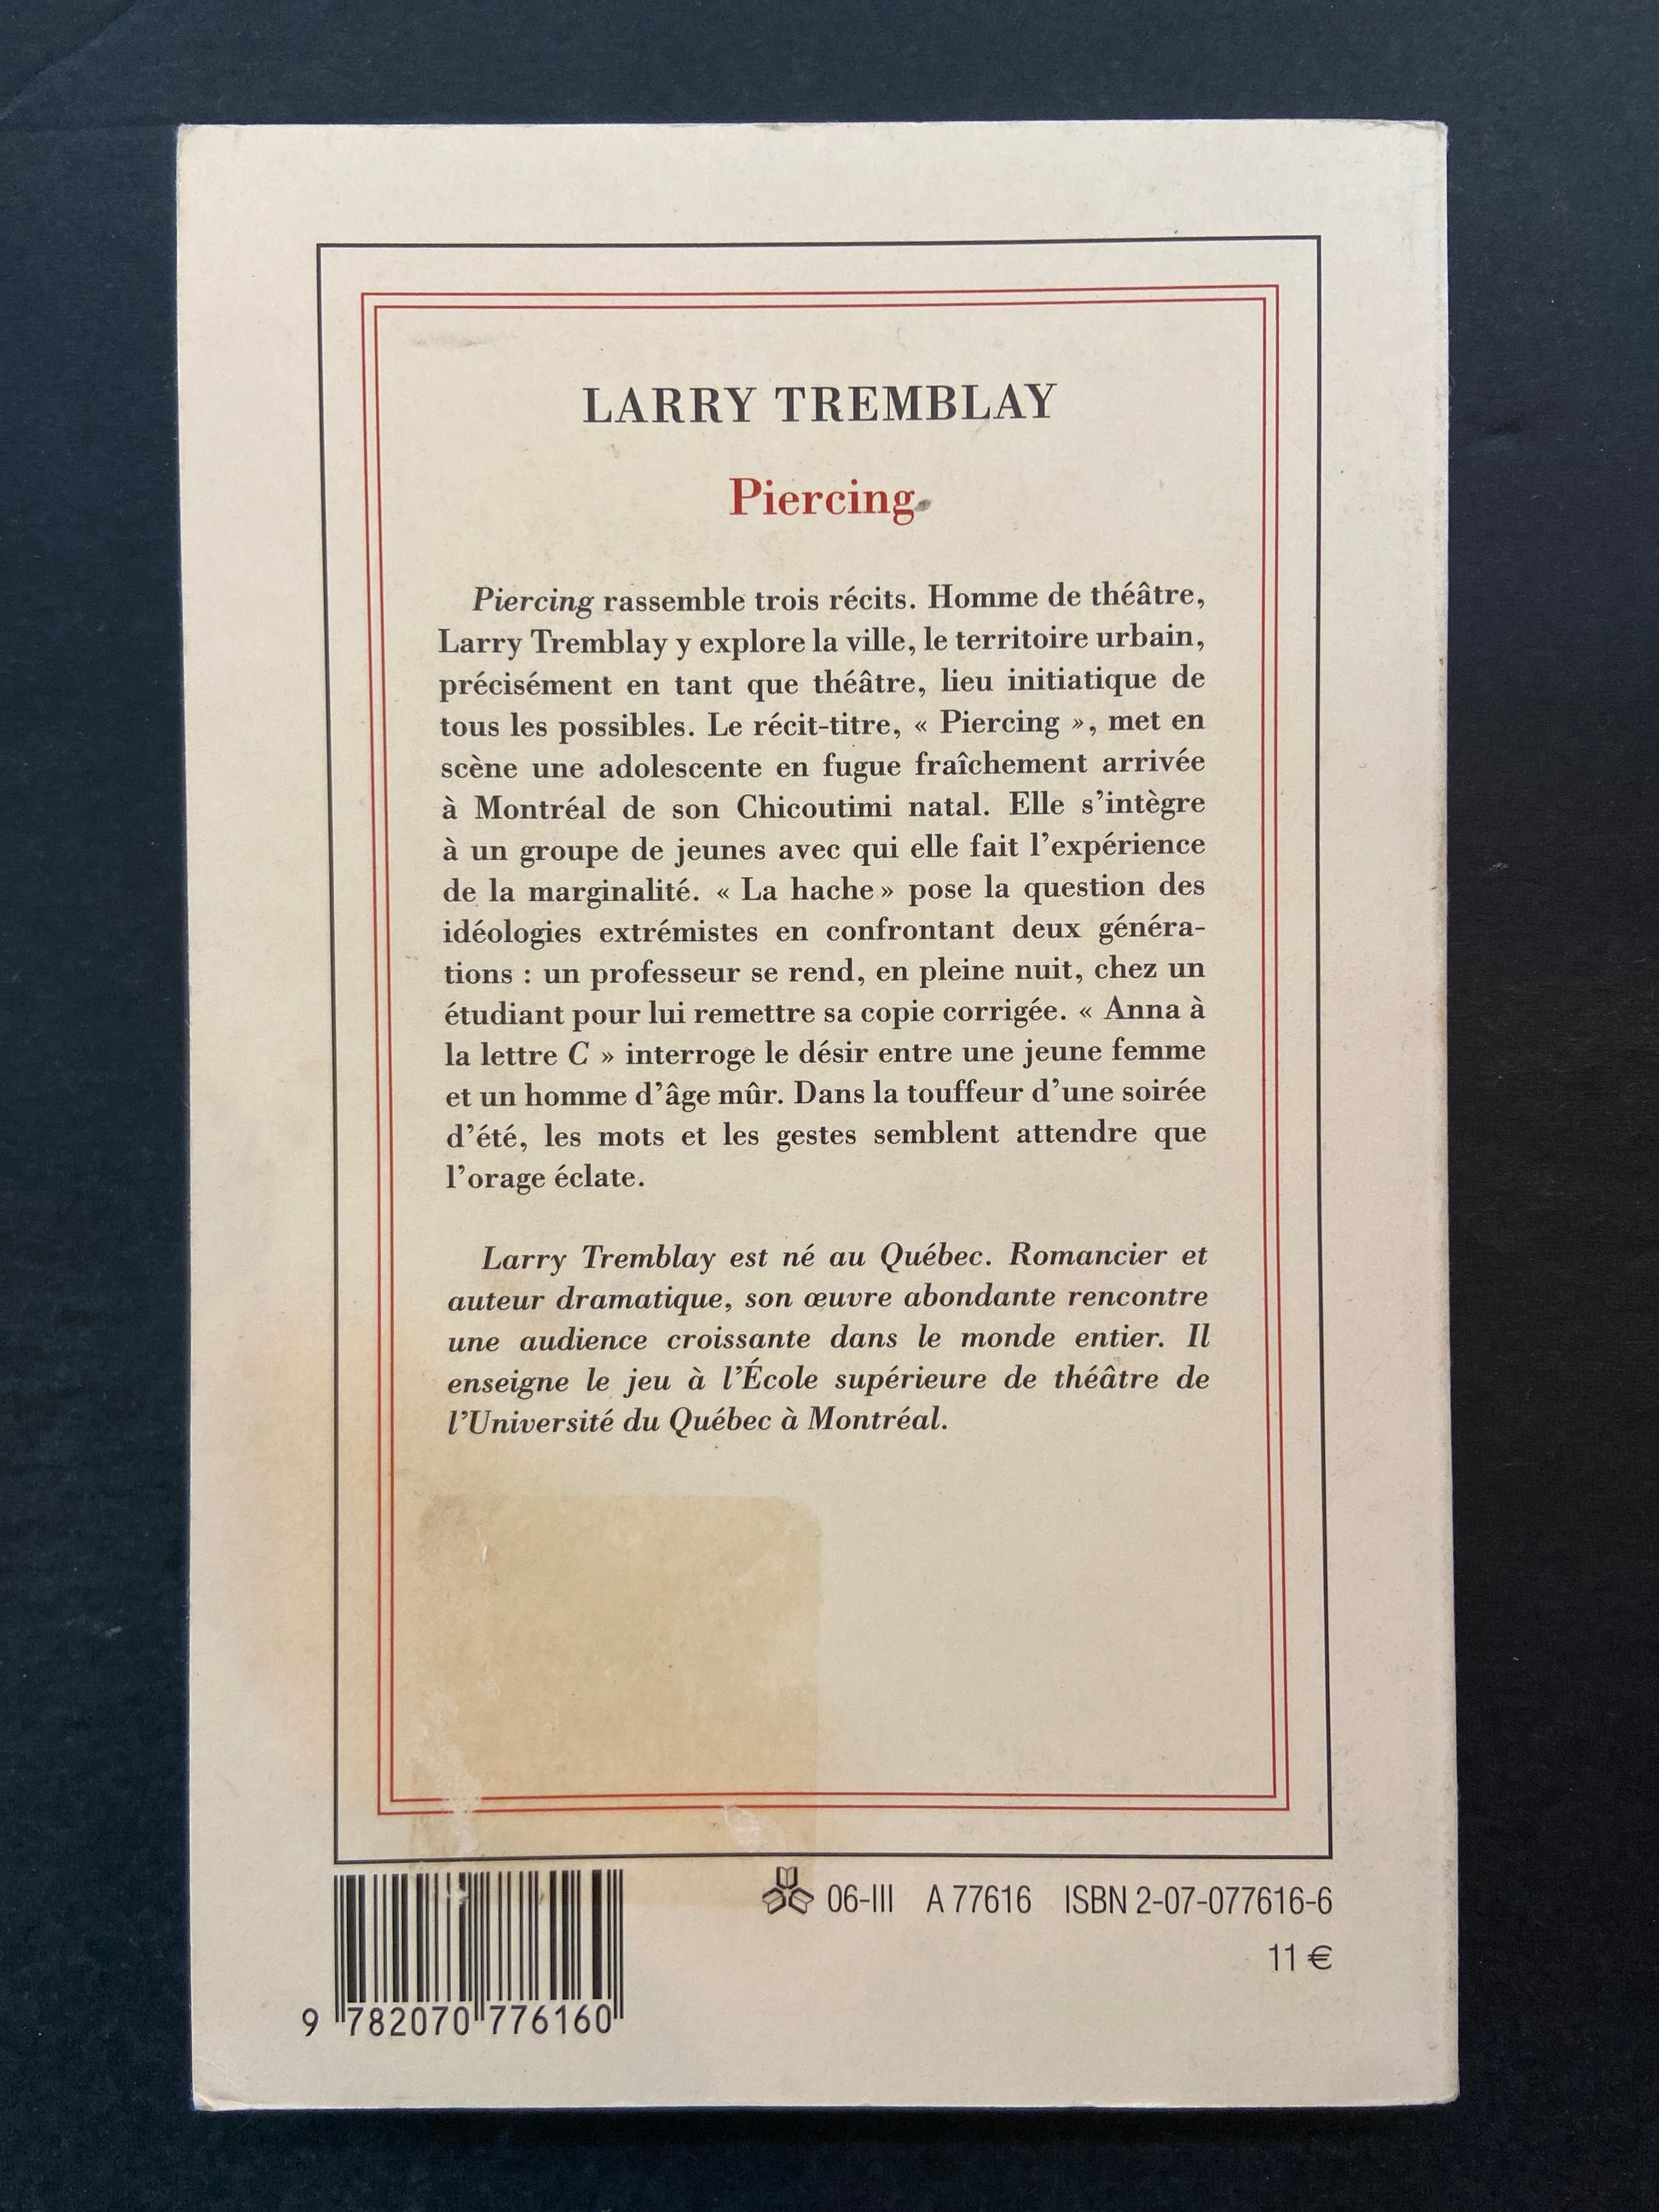 LARRY TREMBLAY
Piercing
Piercing rassemble trois récits. Homme de théâtre,
Larry Tremblay y explore la ville, le territoire urbain,
précisément en tant que théâtre, lieu initiatique de
tous les possibles. Le récit-titre, « Piercing », met en
scène une adolescente en fugue fraîchement arrivée
à Montréal de son Chicoutimi natal. Elle s'intègre
à un groupe de jeunes avec qui elle fait l'expérience
de la marginalité. « La hache » pose la question des
idéologies extrémistes en confrontant deux généra-
tions : un professeur se rend, en pleine nuit, chez un
étudiant pour lui remettre sa copie corrigée. « Anna à
la lettre C » interroge le désir entre une jeune femme
et un homme d'âge mûr. Dans la touffeur d'une soirée
d'été, les mots et les gestes semblent attendre que
l'orage éclate.
Larry Tremblay est né au Québec. Romancier et
auteur dramatique, son œuvre abondante rencontre
une audience croissante dans le monde entier. Il
enseigne le jeu à l'École supérieure de théâtre de
l'Université du Québec à Montréal.
06-III A 77616 ISBN 2-07-077616-6
11 €
9 782070 776160